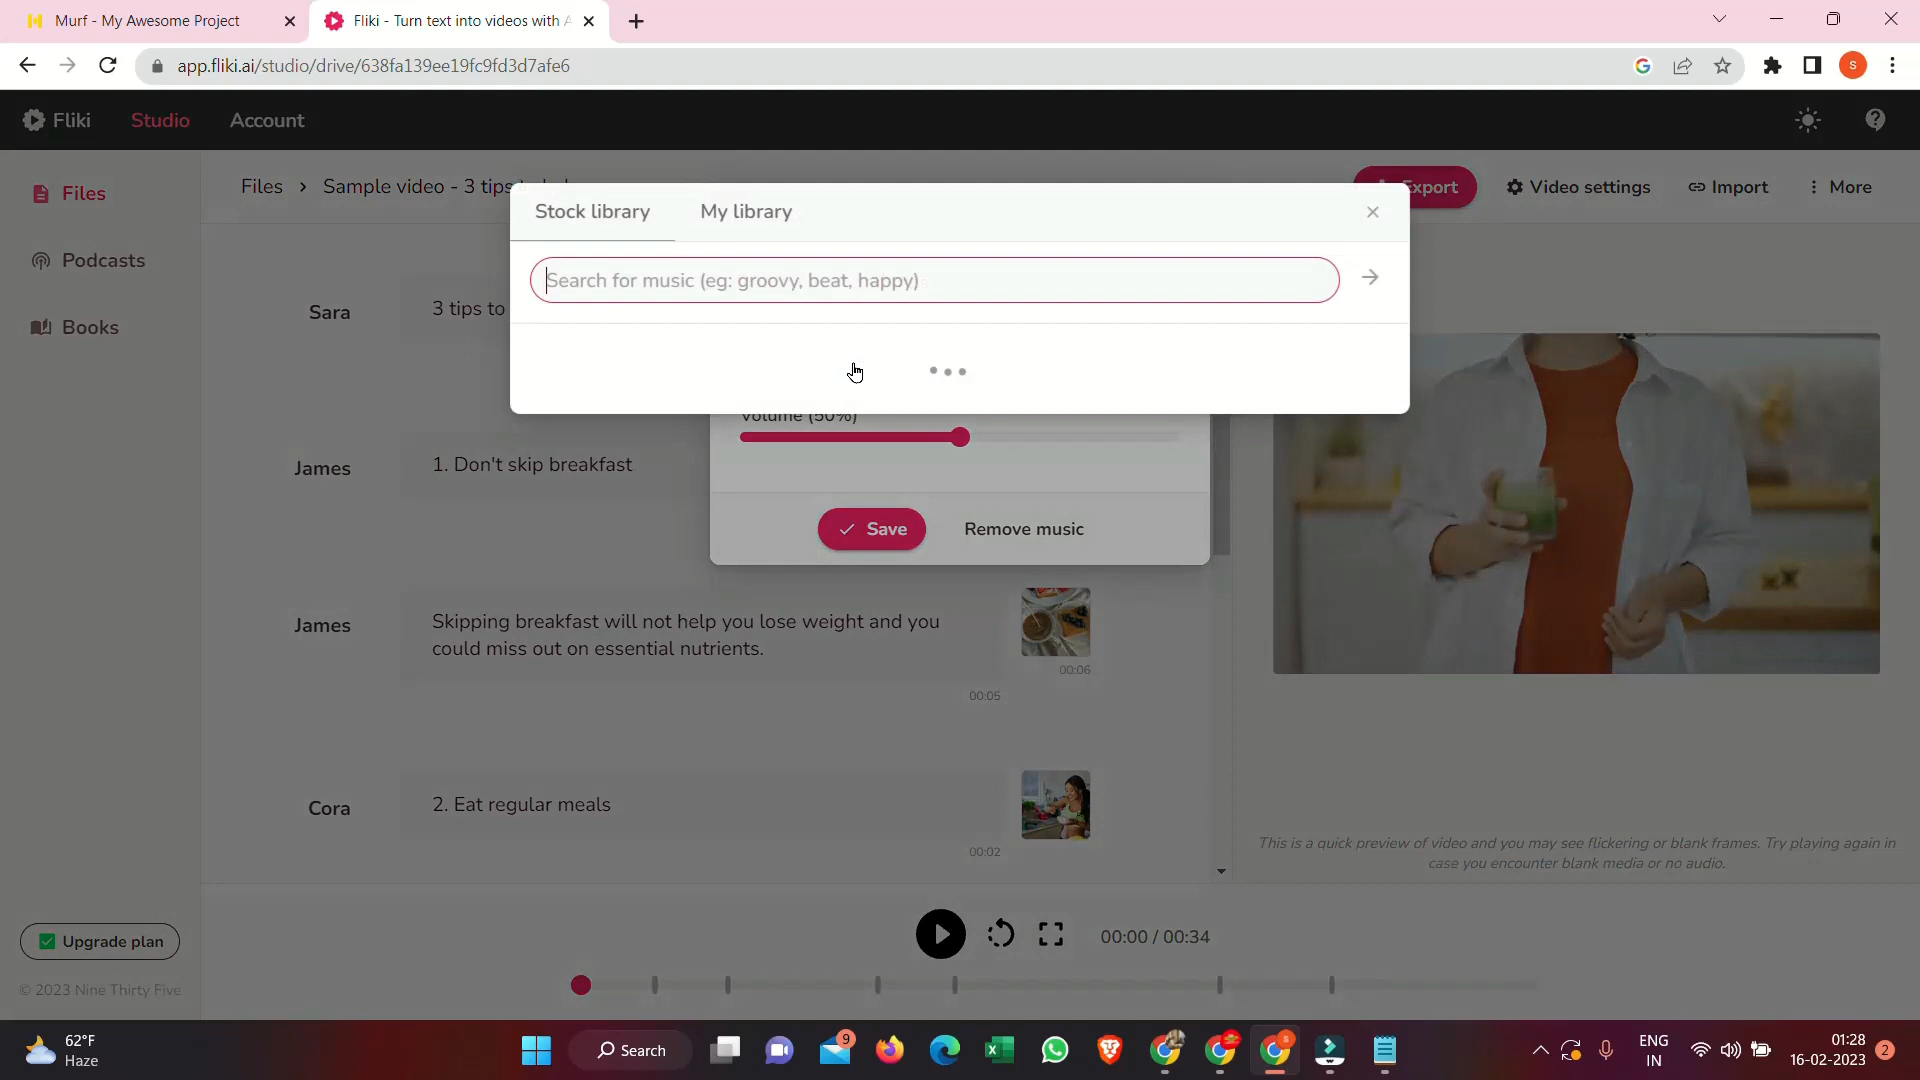 Murf - My Awesome Project
Fliki - Turn text into videos with A
app.fliki.ai/studio/drive/638fa139ee19fc9fd3d7afe6
S
Fliki
Studio
Account
Files
Podcasts
Books
Files > Sample video - 3 tips
Export
Video settings
Import
More
Stock library
My library
Search for music (eg: groovy, beat, happy)
Volume (50%)
Save
Remove music
Sara
3 tips to
James
1. Don't skip breakfast
James
Skipping breakfast will not help you lose weight and you
could miss out on essential nutrients.
00:06
00:05
Cora
2. Eat regular meals
00:02
This is a quick preview of video and you may see flickering or blank frames. Try playing again in
case you encounter blank media or no audio.
00:00 / 00:34
Upgrade plan
© 2023 Nine Thirty Five
62°F
Haze
Search
9
S
ENG
IN
01:28
16-02-2023
2